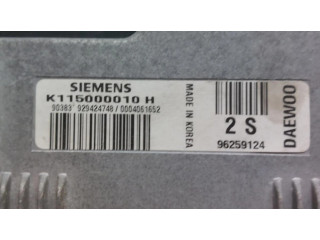 SIEMENS
K115000010 H
90383 929424748 / 0004061652
MADE IN KOREA
2 S
96259124
DAEWOO